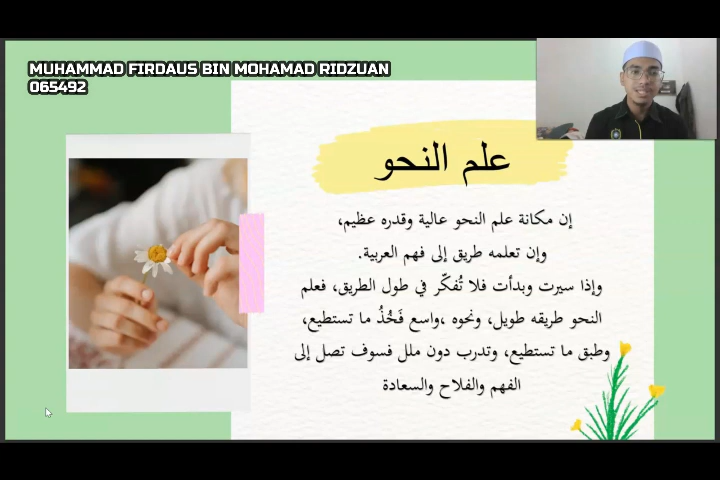 MUHAMMAD FIRDAUS BIN MOHAMAD RIDZUAN
065492
علم النحو
إن مكانة علم النحو عالية وقدره عظيم،
وإن تعلمه طريق إلى فهم العربية.
وإذا سيرت وبدأت فلا تُفكّر في طول الطريق، فعلم
النحو طريقه طويل، ونحوه ،واسع فَخُذُ ما تستطيع،
وطبق ما تستطيع، وتدرب دون ملل فسوف تصل إلى
الفهم والفلاح والسعادة